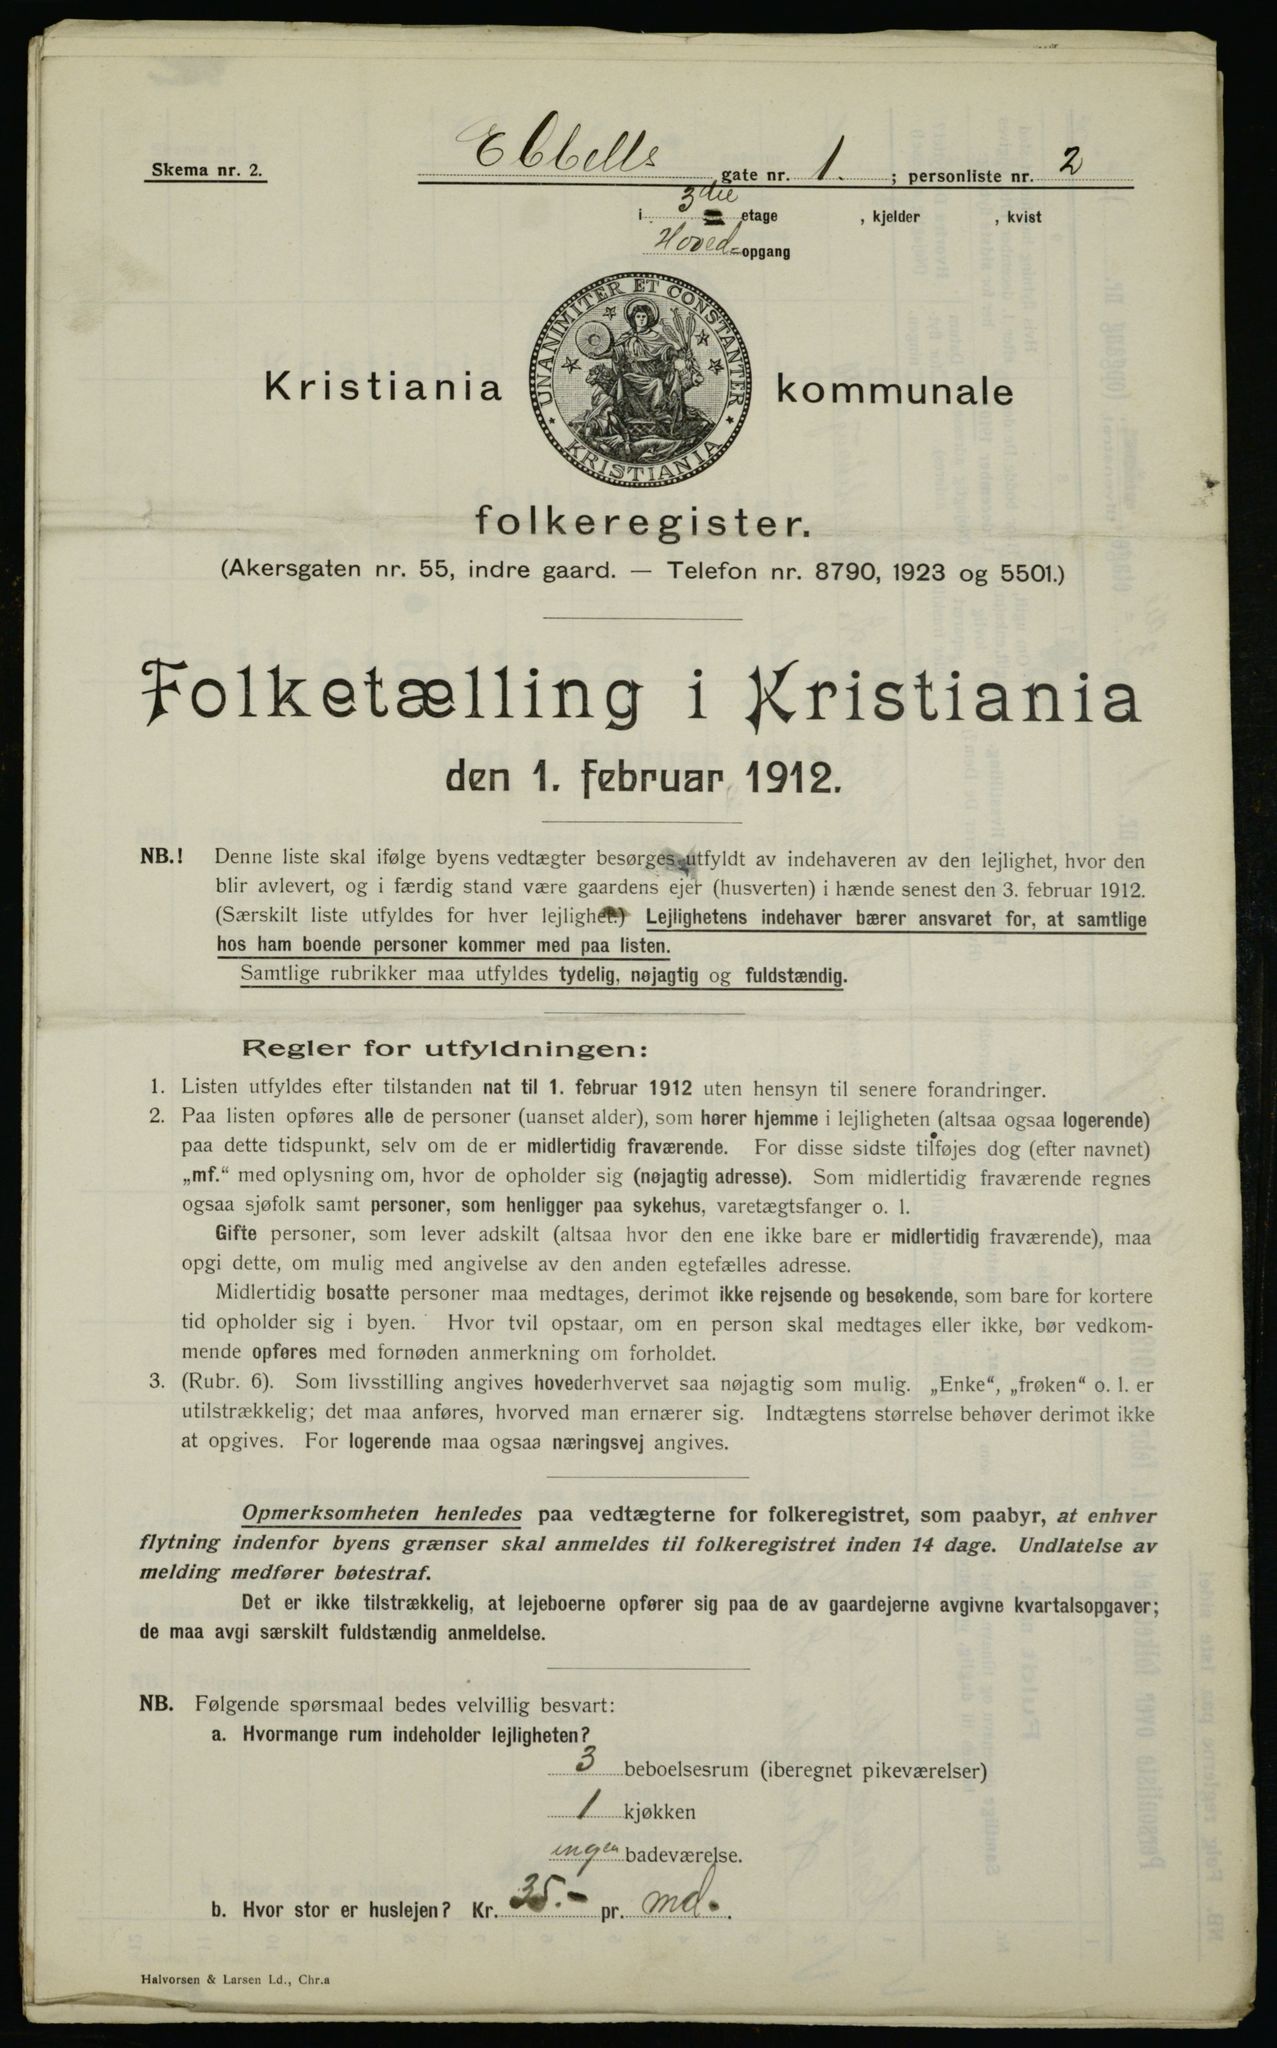 Skema nr. 2.
Ebbells gate nr. 1. ; personliste nr. 2
i 3die etage , kjelder , kvist
Hoved- opgang
UNANIMITER ET CONSTANTER
KRISTIANIA
Kristiania kommunale
folkeregister.
(Akersgaten nr. 55, indre gaard. — Telefon nr. 8790, 1923 og 5501.)
Folketælling i Kristiania
den 1. februar 1912.
NB.! Denne liste skal ifølge byens vedtægter besørges utfyldt av indehaveren av den lejlighet, hvor den
blir avlevert, og i færdig stand være gaardens ejer (husverten) i hænde senest den 3. februar 1912.
(Særskilt liste utfyldes for hver lejlighet.) Lejlighetens indehaver bærer ansvaret for, at samtlige
hos ham boende personer kommer med paa listen.
Samtlige rubrikker maa utfyldes tydelig, nøjagtig og fuldstændig.
Regler for utfyldningen:
1. Listen utfyldes efter tilstanden nat til 1. februar 1912 uten hensyn til senere forandringer.
2. Paa listen opføres alle de personer (uanset alder), som hører hjemme i lejligheten (altsaa ogsaa logerende)
paa dette tidspunkt, selv om de er midlertidig fraværende. For disse sidste tilføjes dog (efter navnet)
„mf.“ med oplysning om, hvor de opholder sig (nøjagtig adresse). Som midlertidig fraværende regnes
ogsaa sjøfolk samt personer, som henligger paa sykehus, varetægtsfanger o. l.
Gifte personer, som lever adskilt (altsaa hvor den ene ikke bare er midlertidig fraværende), maa
opgi dette, om mulig med angivelse av den anden egtefælles adresse.
Midlertidig bosatte personer maa medtages, derimot ikke rejsende og besøkende, som bare for kortere
tid opholder sig i byen. Hvor tvil opstaar, om en person skal medtages eller ikke, bør vedkom-
mende opføres med fornøden anmerkning om forholdet.
3. (Rubr. 6). Som livsstilling angives hovederhvervet saa nøjagtig som mulig. „Enke“, „frøken“ o. l. er
utilstrækkelig; det maa anføres, hvorved man ernærer sig. Indtægtens størrelse behøver derimot ikke
at opgives. For logerende maa ogsaa næringsvej angives.
Opmerksomheten henledes paa vedtægterne for folkeregistret, som paabyr, at enhver
flytning indenfor byens grænser skal anmeldes til folkeregistret inden 14 dage. Undlatelse av
melding medfører bøtestraf.
Det er ikke tilstrækkelig, at lejeboerne opfører sig paa de av gaardejerne avgivne kvartalsopgaver;
de maa avgi særskilt fuldstændig anmeldelse.
NB. Følgende spørsmaal bedes velvillig besvart:
a. Hvormange rum indeholder lejligheten?
3 beboelsesrum (iberegnet pikeværelser)
1 kjøkken
ingen badeværelse.
b. Hvor stor er huslejen? Kr. 35.- pr. md.
Halvorsen & Larsen Ld., Chr.a